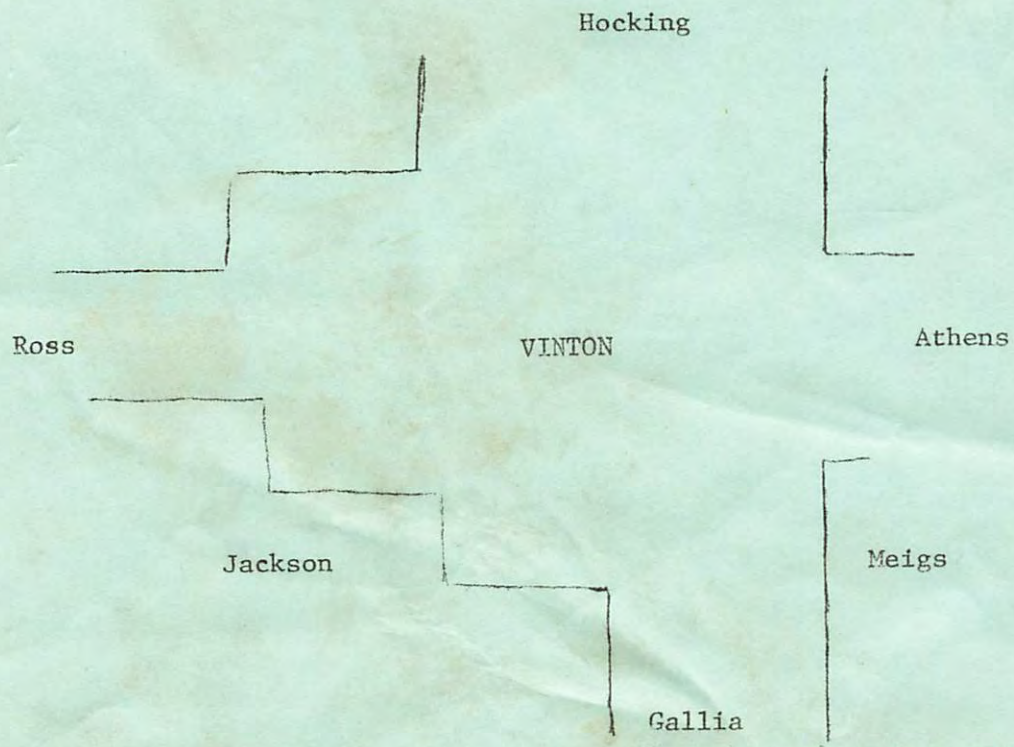 Hocking
Ross
VINTON
Athens
Jackson
Meigs
Gallia